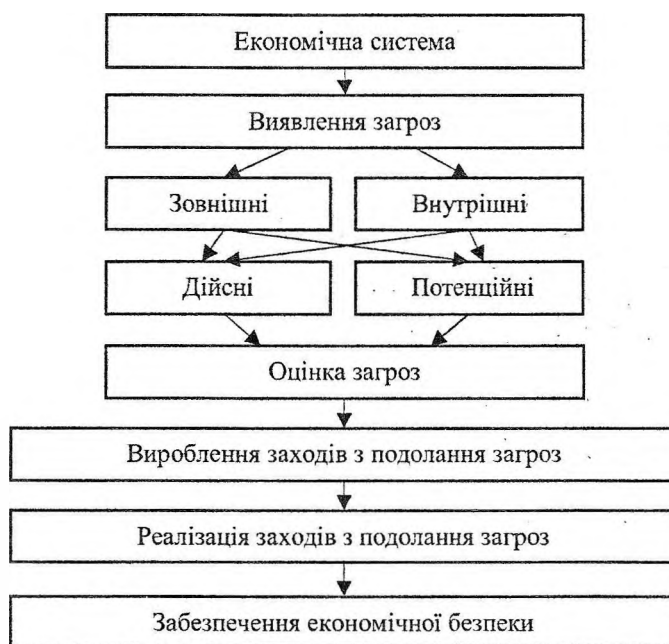 Економічна система
Виявлення загроз
Зовнішні
Внутрішні
Дійсні
Потенційні
Оцінка загроз
Вироблення заходів з подолання загроз
Реалізація заходів з подолання загроз
Забезпечення економічної безпеки